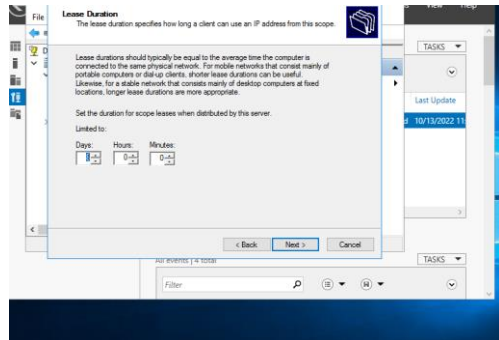 File
View
Help
Lease Duration
The lease duration specifies how long a client can use an IP address from this scope.
Lease durations should typically be equal to the average time the computer is
connected to the same physical network. For mobile networks that consist mainly of
portable computers or dial-up clients, shorter lease durations can be useful.
Likewise, for a stable network that consists mainly of desktop computers at fixed
locations, longer lease durations are more appropriate.
Set the duration for scope leases when distributed by this server.
Limited to:
Days: Hours: Minutes:
0 0
< Back Next > Cancel
TASKS
Last Update
10/13/2022 11:
All events | 4 total
TASKS
Filter